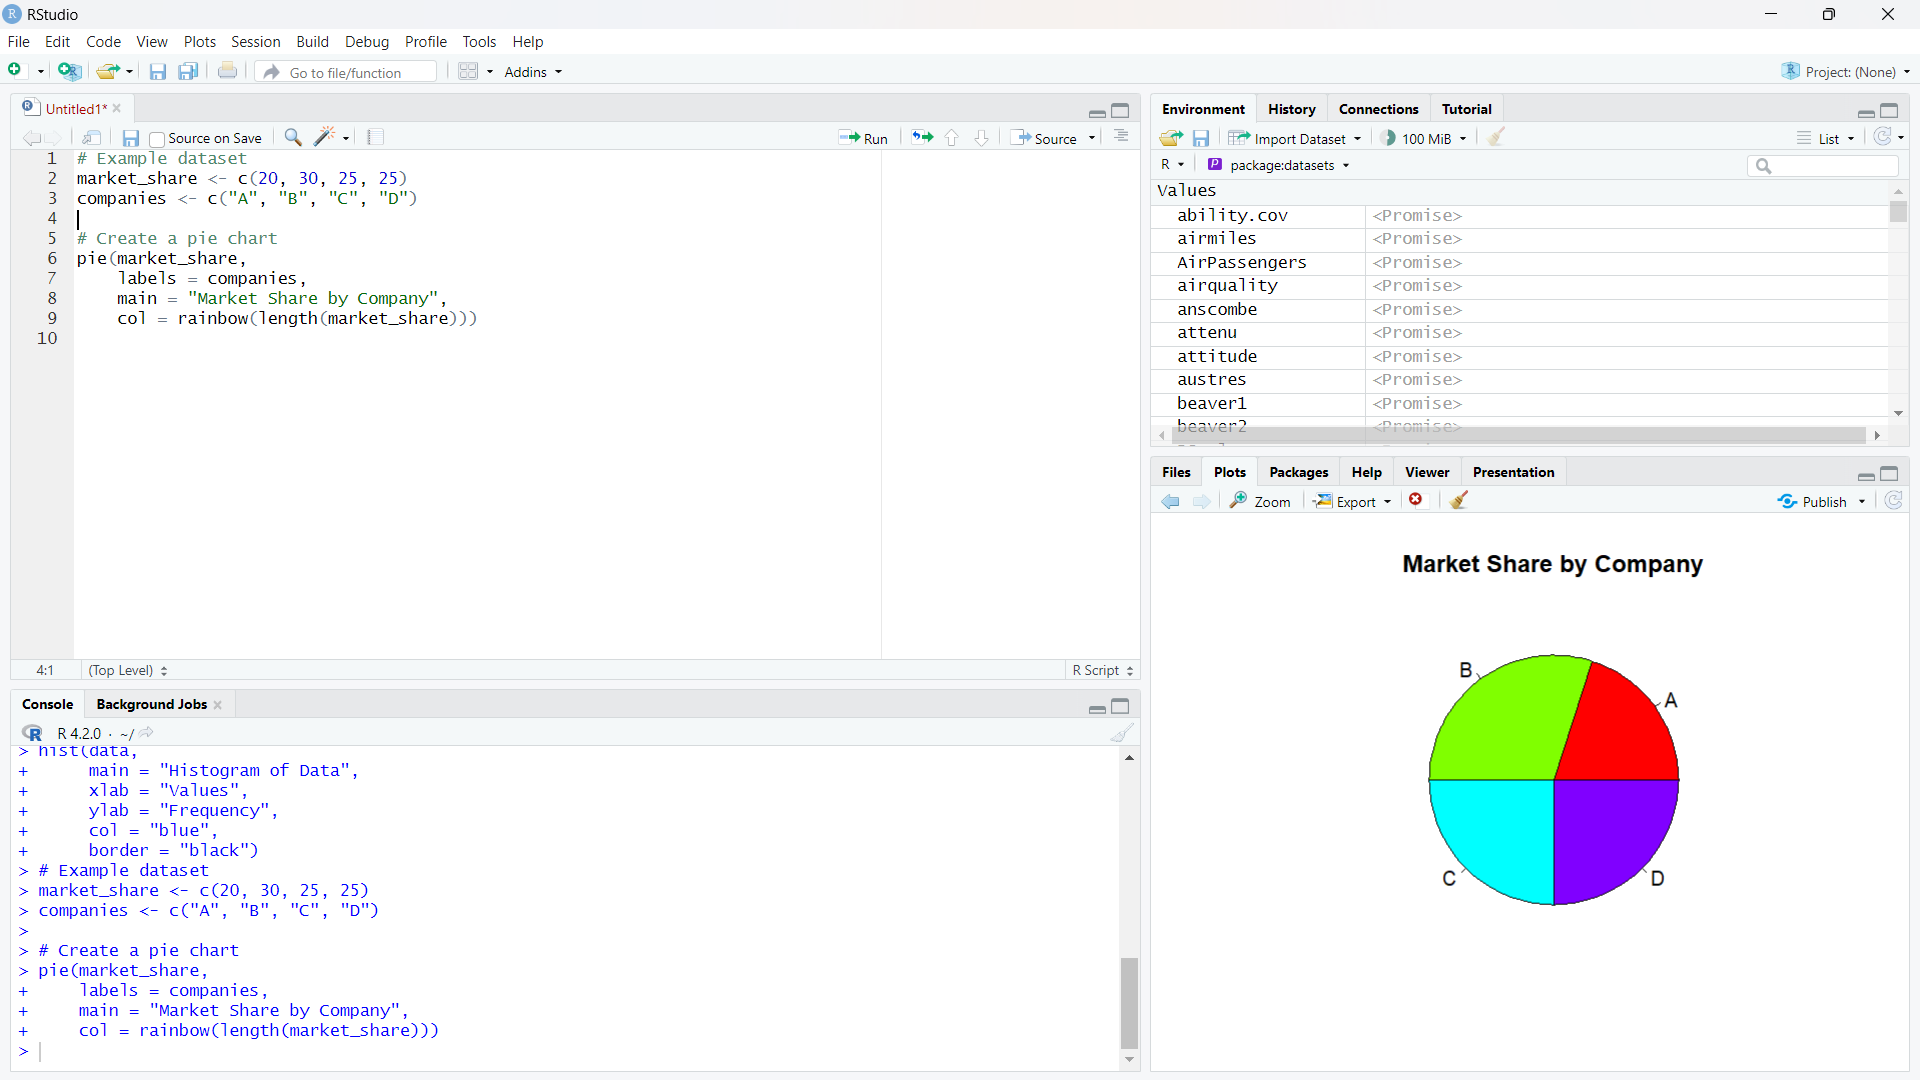 RStudio
File Edit Code View Plots Session Build Debug Profile Tools Help
Go to file/function Addins Project: (None)
Untitled1*
Source on Save Run Source
1 # Example dataset
2 market_share <- c(20, 30, 25, 25)
3 companies <- c("A", "B", "C", "D")
4
5 # Create a pie chart
6 pie(market_share,
7 labels = companies,
8 main = "Market Share by Company",
9 col = rainbow(length(market_share)))
10
4:1 (Top Level) R Script
Console Background Jobs
R 4.2.0 · ~/
> hist(data,
+ main = "Histogram of Data",
+ xlab = "Values",
+ ylab = "Frequency",
+ col = "blue",
+ border = "black")
> # Example dataset
> market_share <- c(20, 30, 25, 25)
> companies <- c("A", "B", "C", "D")
>
> # Create a pie chart
> pie(market_share,
+ labels = companies,
+ main = "Market Share by Company",
+ col = rainbow(length(market_share)))
>
Environment History Connections Tutorial
Import Dataset 100 MiB List
R package:datasets
Values
ability.cov <Promise>
airmiles <Promise>
AirPassengers <Promise>
airquality <Promise>
anscombe <Promise>
attenu <Promise>
attitude <Promise>
austres <Promise>
beaver1 <Promise>
beaver2 <Promise>
Files Plots Packages Help Viewer Presentation
Zoom Export Publish
Market Share by Company
B
A
C
D